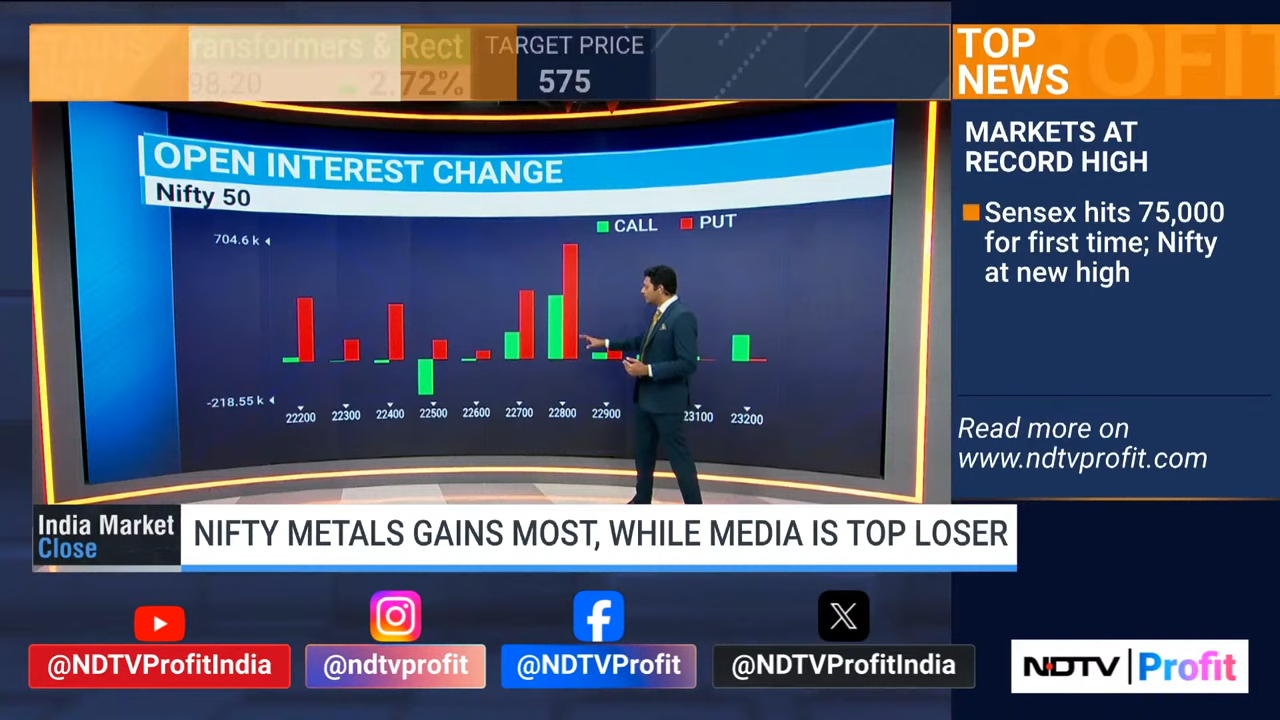 Transformers & Rect
98.20
2.72%
TARGET PRICE
575
TOP
NEWS
MARKETS AT
RECORD HIGH
Sensex hits 75,000
for first time; Nifty
at new high
Read more on
www.ndtvprofit.com
OPEN INTEREST CHANGE
Nifty 50
CALL PUT
704.6 k
-218.55 k
22200 22300 22400 22500 22600 22700 22800 22900 23100 23200
India Market
Close
NIFTY METALS GAINS MOST, WHILE MEDIA IS TOP LOSER
@NDTVProfitIndia
@ndtvprofit
@NDTVProfit
@NDTVProfitIndia
NDTV Profit